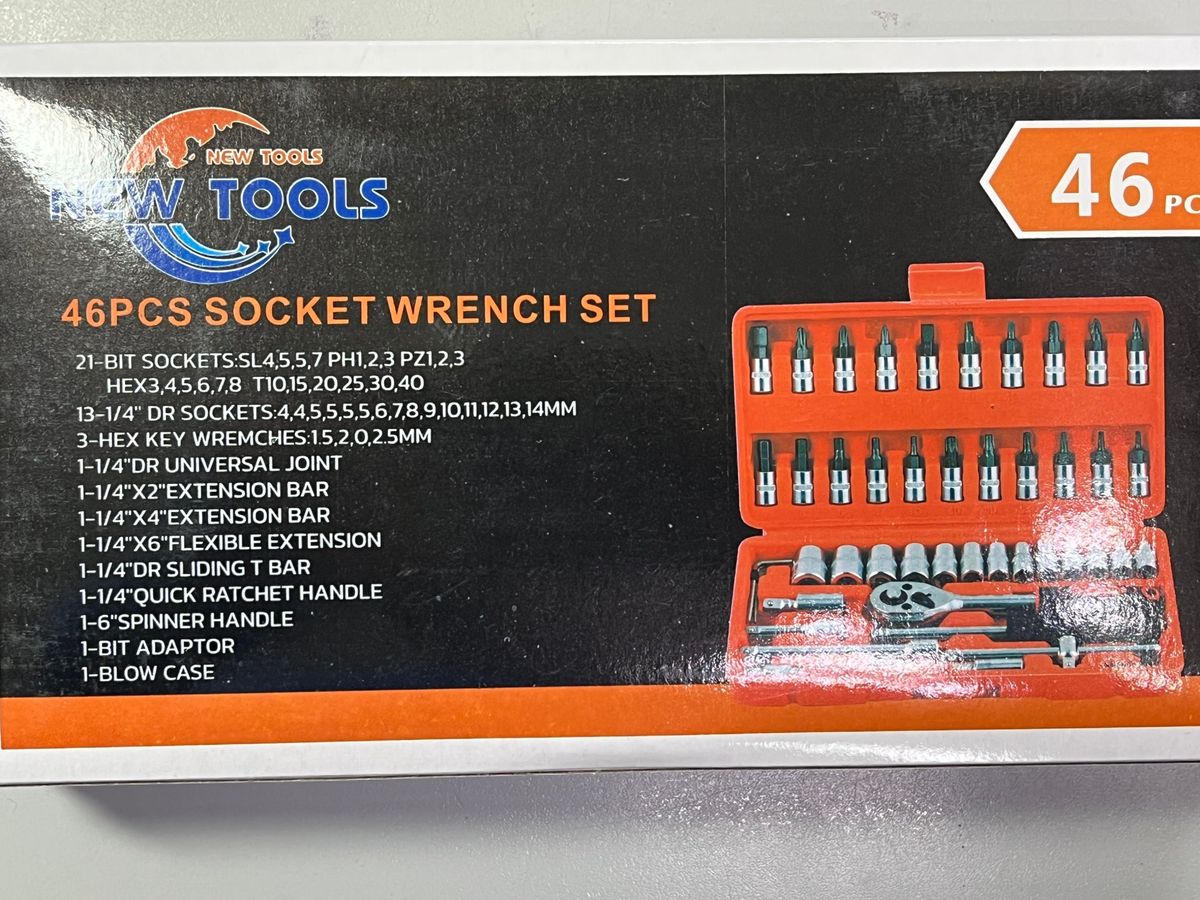 NEW TOOLS
NEW TOOLS
46 PC
46PCS SOCKET WRENCH SET
21-BIT SOCKETS:SL4,5,5,7 PH1,2,3 PZ1,2,3
HEX3,4,5,6,7,8 T10,15,20,25,30,40
13-1/4" DR SOCKETS:4,4,5,5,5,5,6,7,8,9,10,11,12,13,14MM
3-HEX KEY WREMCHES:1.5,2,0,2.5MM
1-1/4"DR UNIVERSAL JOINT
1-1/4"X2"EXTENSION BAR
1-1/4"X4"EXTENSION BAR
1-1/4"X6"FLEXIBLE EXTENSION
1-1/4"DR SLIDING T BAR
1-1/4"QUICK RATCHET HANDLE
1-6"SPINNER HANDLE
1-BIT ADAPTOR
1-BLOW CASE